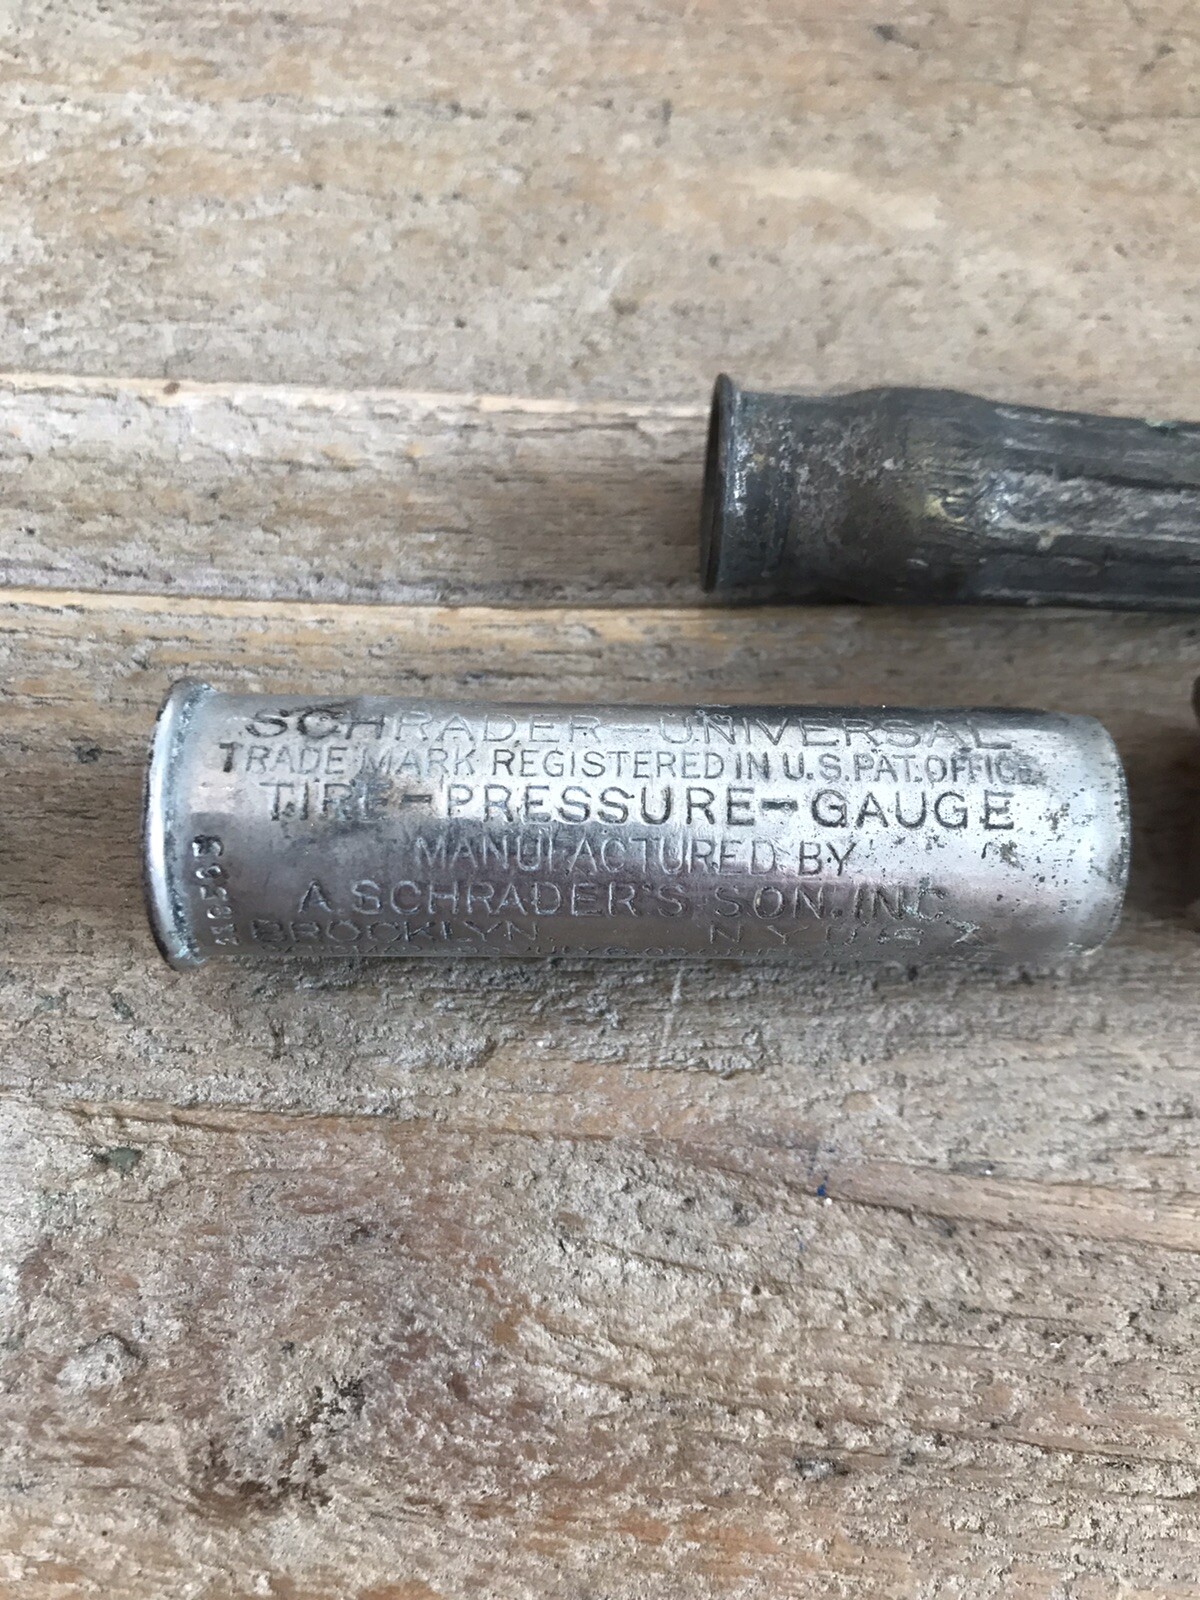 SCHRADER-UNIVERSAL
TRADE MARK REGISTERED IN U.S.PAT.OFFICE
TIRE-PRESSURE-GAUGE
MANUFACTURED BY
A. SCHRADER'S SON. INC.
BROOKLYN, N.Y. U.S.A.